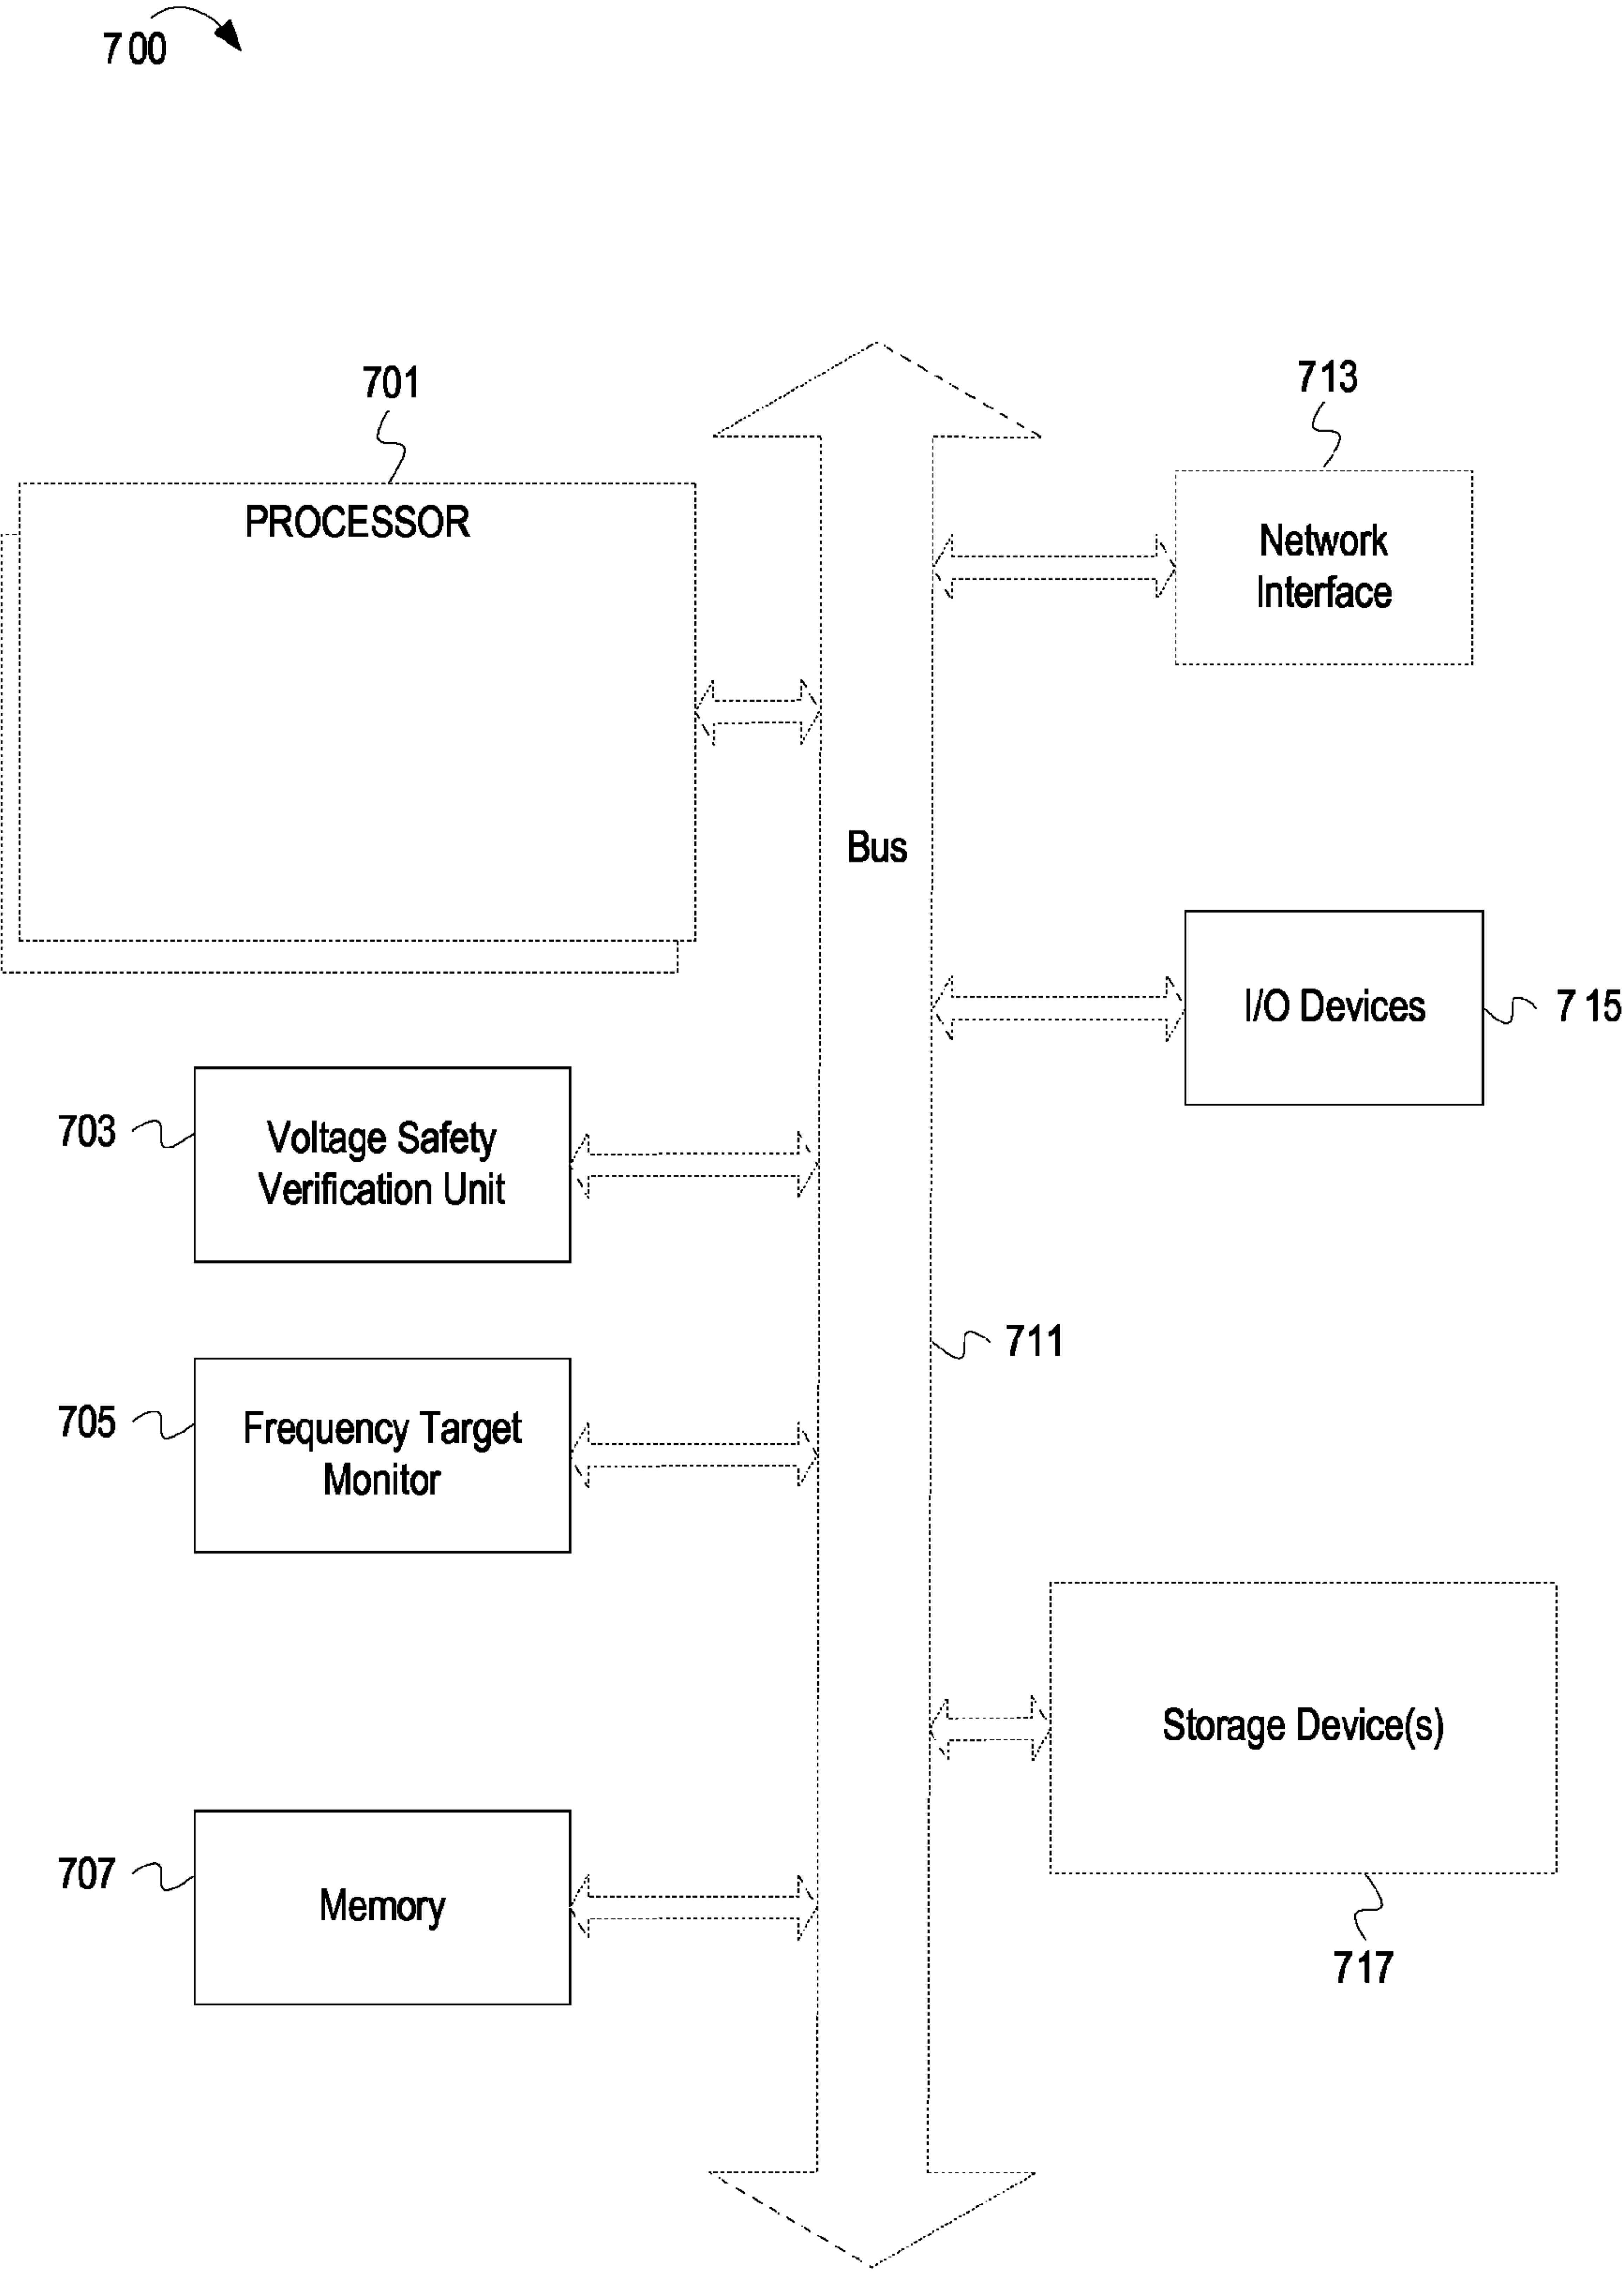 700
701
PROCESSOR
713
Network
Interface
Bus
I/O Devices
715
703
Voltage Safety
Verification Unit
711
705
Frequency Target
Monitor
Storage Device(s)
717
707
Memory